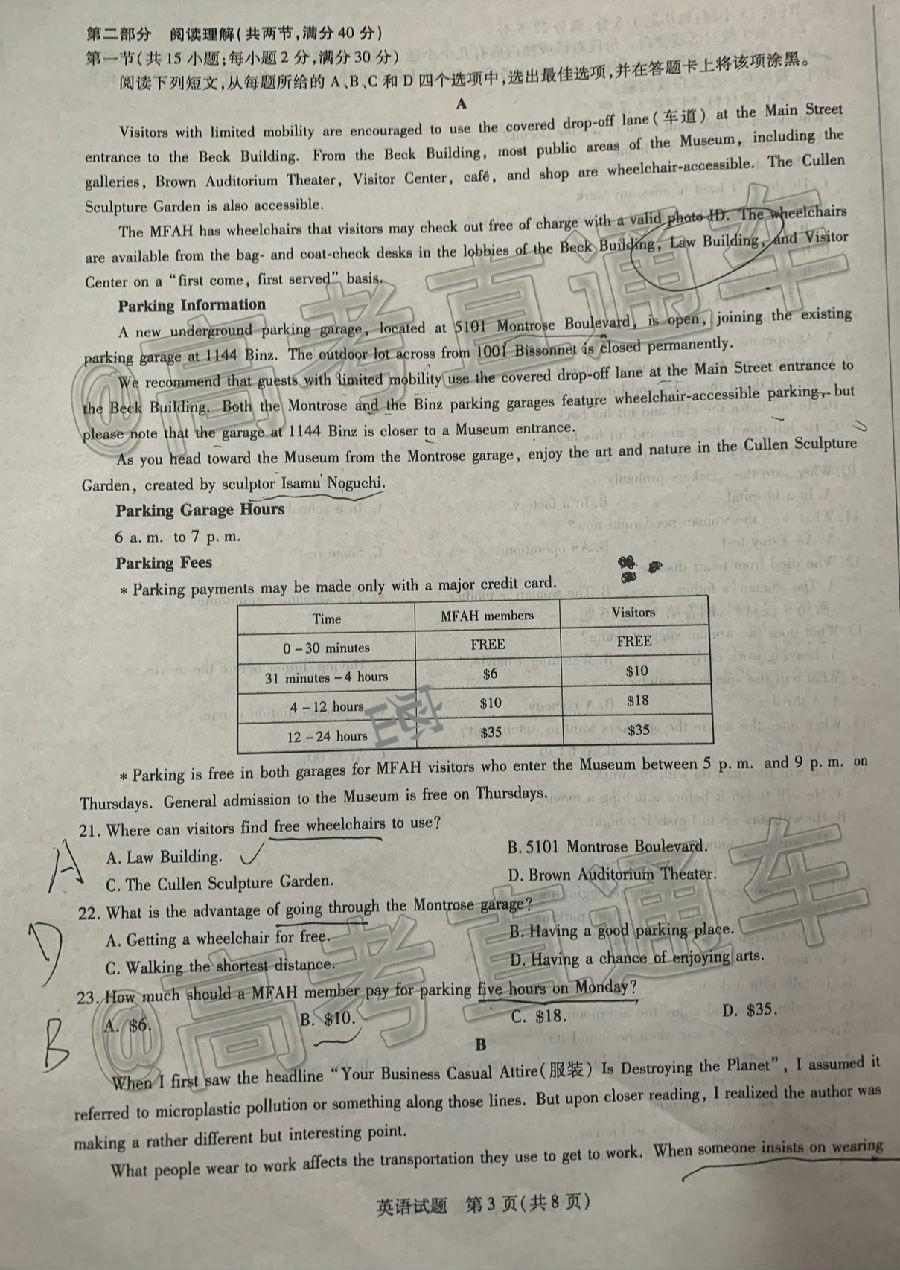 第二部分 阅读理解(共两节,满分40分)
第一节(共15小题;每小题2分,满分30分)
阅读下列短文,从每题所给的A、B、C和D四个选项中,选出最佳选项,并在答题卡上将该项涂黑。
A
Visitors with limited mobility are encouraged to use the covered drop-off lane(车道) at the Main Street
entrance to the Beck Building. From the Beck Building, most public areas of the Museum, including the
galleries, Brown Auditorium Theater, Visitor Center, café, and shop are wheelchair-accessible. The Cullen
Sculpture Garden is also accessible.
The MFAH has wheelchairs that visitors may check out free of charge with a valid photo ID. The wheelchairs
are available from the bag- and coat-check desks in the lobbies of the Beck Building, Law Building, and Visitor
Center on a "first come, first served" basis.
Parking Information
A new underground parking garage, located at 5101 Montrose Boulevard, is open, joining the existing
parking garage at 1144 Binz. The outdoor lot across from 1001 Bissonnet is closed permanently.
We recommend that guests with limited mobility use the covered drop-off lane at the Main Street entrance to
the Beck Building. Both the Montrose and the Binz parking garages feature wheelchair-accessible parking, but
please note that the garage at 1144 Binz is closer to a Museum entrance.
As you head toward the Museum from the Montrose garage, enjoy the art and nature in the Cullen Sculpture
Garden, created by sculptor Isamu Noguchi.
Parking Garage Hours
6 a.m. to 7 p.m.
Parking Fees
* Parking payments may be made only with a major credit card.
Time MFAH members Visitors
0-30 minutes FREE FREE
31 minutes-4 hours $6 $10
4-12 hours $10 $18
12-24 hours $35 $35
* Parking is free in both garages for MFAH visitors who enter the Museum between 5 p.m. and 9 p.m. on
Thursdays. General admission to the Museum is free on Thursdays.
21. Where can visitors find free wheelchairs to use?
A
A. Law Building. B. 5101 Montrose Boulevard.
C. The Cullen Sculpture Garden. D. Brown Auditorium Theater.
22. What is the advantage of going through the Montrose garage?
D
A. Getting a wheelchair for free. B. Having a good parking place.
C. Walking the shortest distance. D. Having a chance of enjoying arts.
23. How much should a MFAH member pay for parking five hours on Monday?
B
A. $6. B. $10. C. $18. D. $35.
B
When I first saw the headline "Your Business Casual Attire(服装) Is Destroying the Planet", I assumed it
referred to microplastic pollution or something along those lines. But upon closer reading, I realized the author was
making a rather different but interesting point.
What people wear to work affects the transportation they use to get to work. When someone insists on wearing
英语试题 第3页(共8页)
@高考直通车
@高考直通车
密